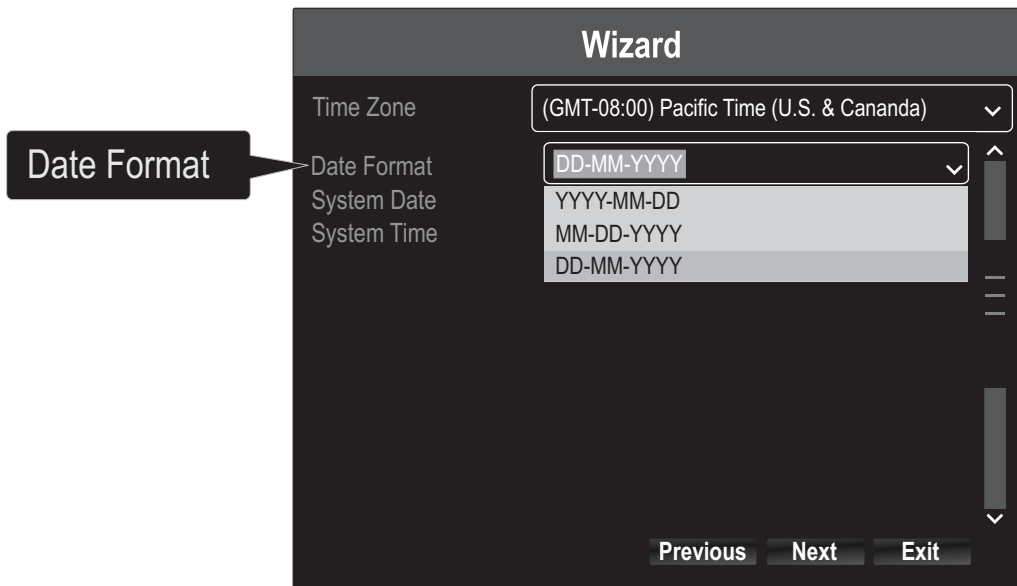 Wizard
Time Zone (GMT-08:00) Pacific Time (U.S. & Cananda)
Date Format
Date Format DD-MM-YYYY
System Date YYYY-MM-DD
System Time MM-DD-YYYY
DD-MM-YYYY
Previous Next Exit